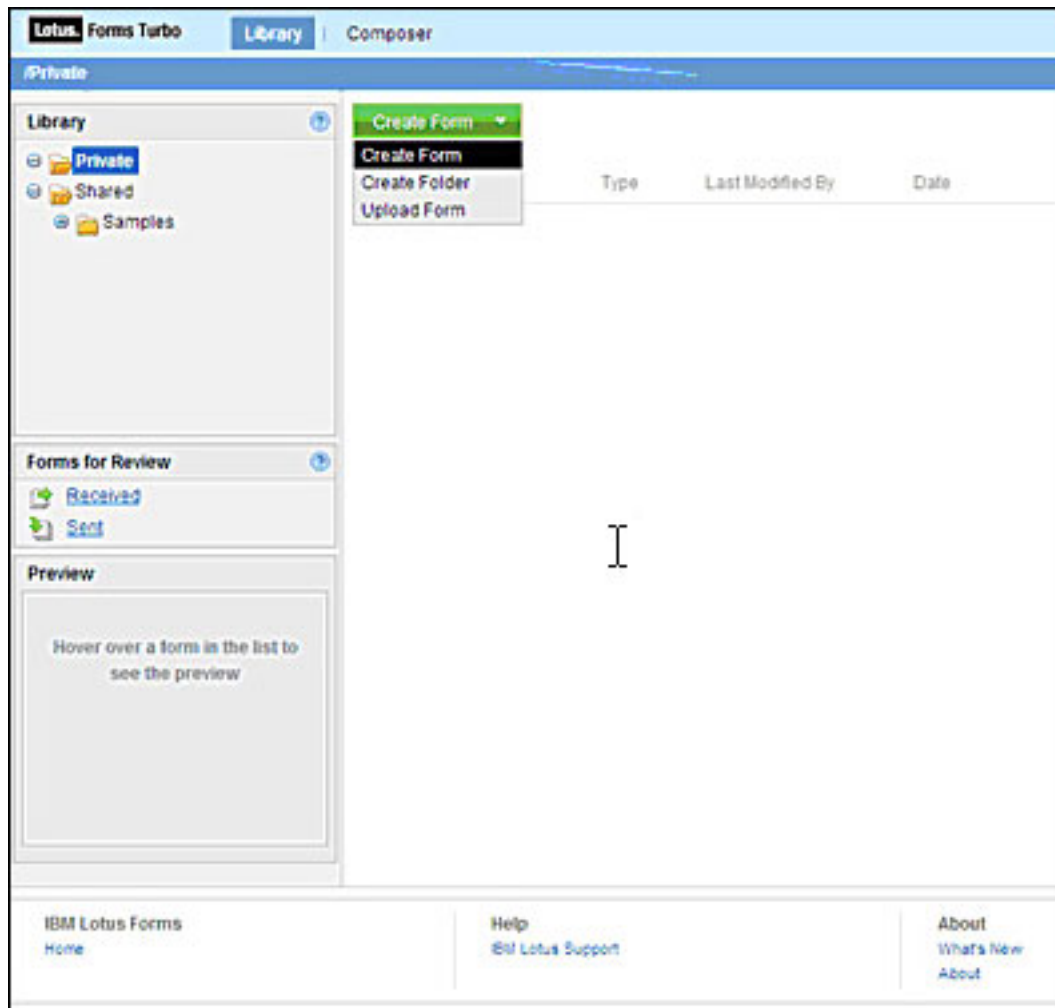 Lotus. Forms Turbo Library Composer
/Private
Library
Private
Shared
Samples
Create Form
Create Form
Create Folder
Upload Form
Type Last Modified By Date
Forms for Review
Received
Sent
Preview
Hover over a form in the list to
see the preview
IBM Lotus Forms
Home
Help
IBM Lotus Support
About
What's New
About